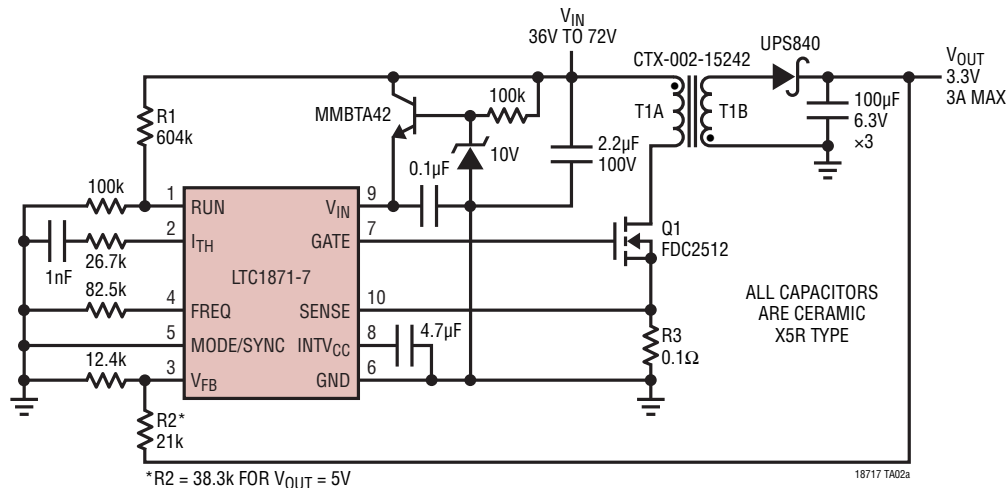 V_IN
36V TO 72V
UPS840
CTX-002-15242
V_OUT
3.3V
3A MAX
R1
604k
MMBTA42
100k
T1A
T1B
100µF
6.3V
×3
10V
2.2µF
100V
0.1µF
100k
1
RUN
V_IN
9
2
I_TH
GATE
7
Q1
FDC2512
1nF
26.7k
LTC1871-7
82.5k
4
FREQ
SENSE
10
ALL CAPACITORS
ARE CERAMIC
X5R TYPE
5
MODE/SYNC
INTV_CC
8
4.7µF
R3
0.1Ω
12.4k
3
V_FB
GND
6
R2*
21k
*R2 = 38.3k FOR V_OUT = 5V
18717 TA02a